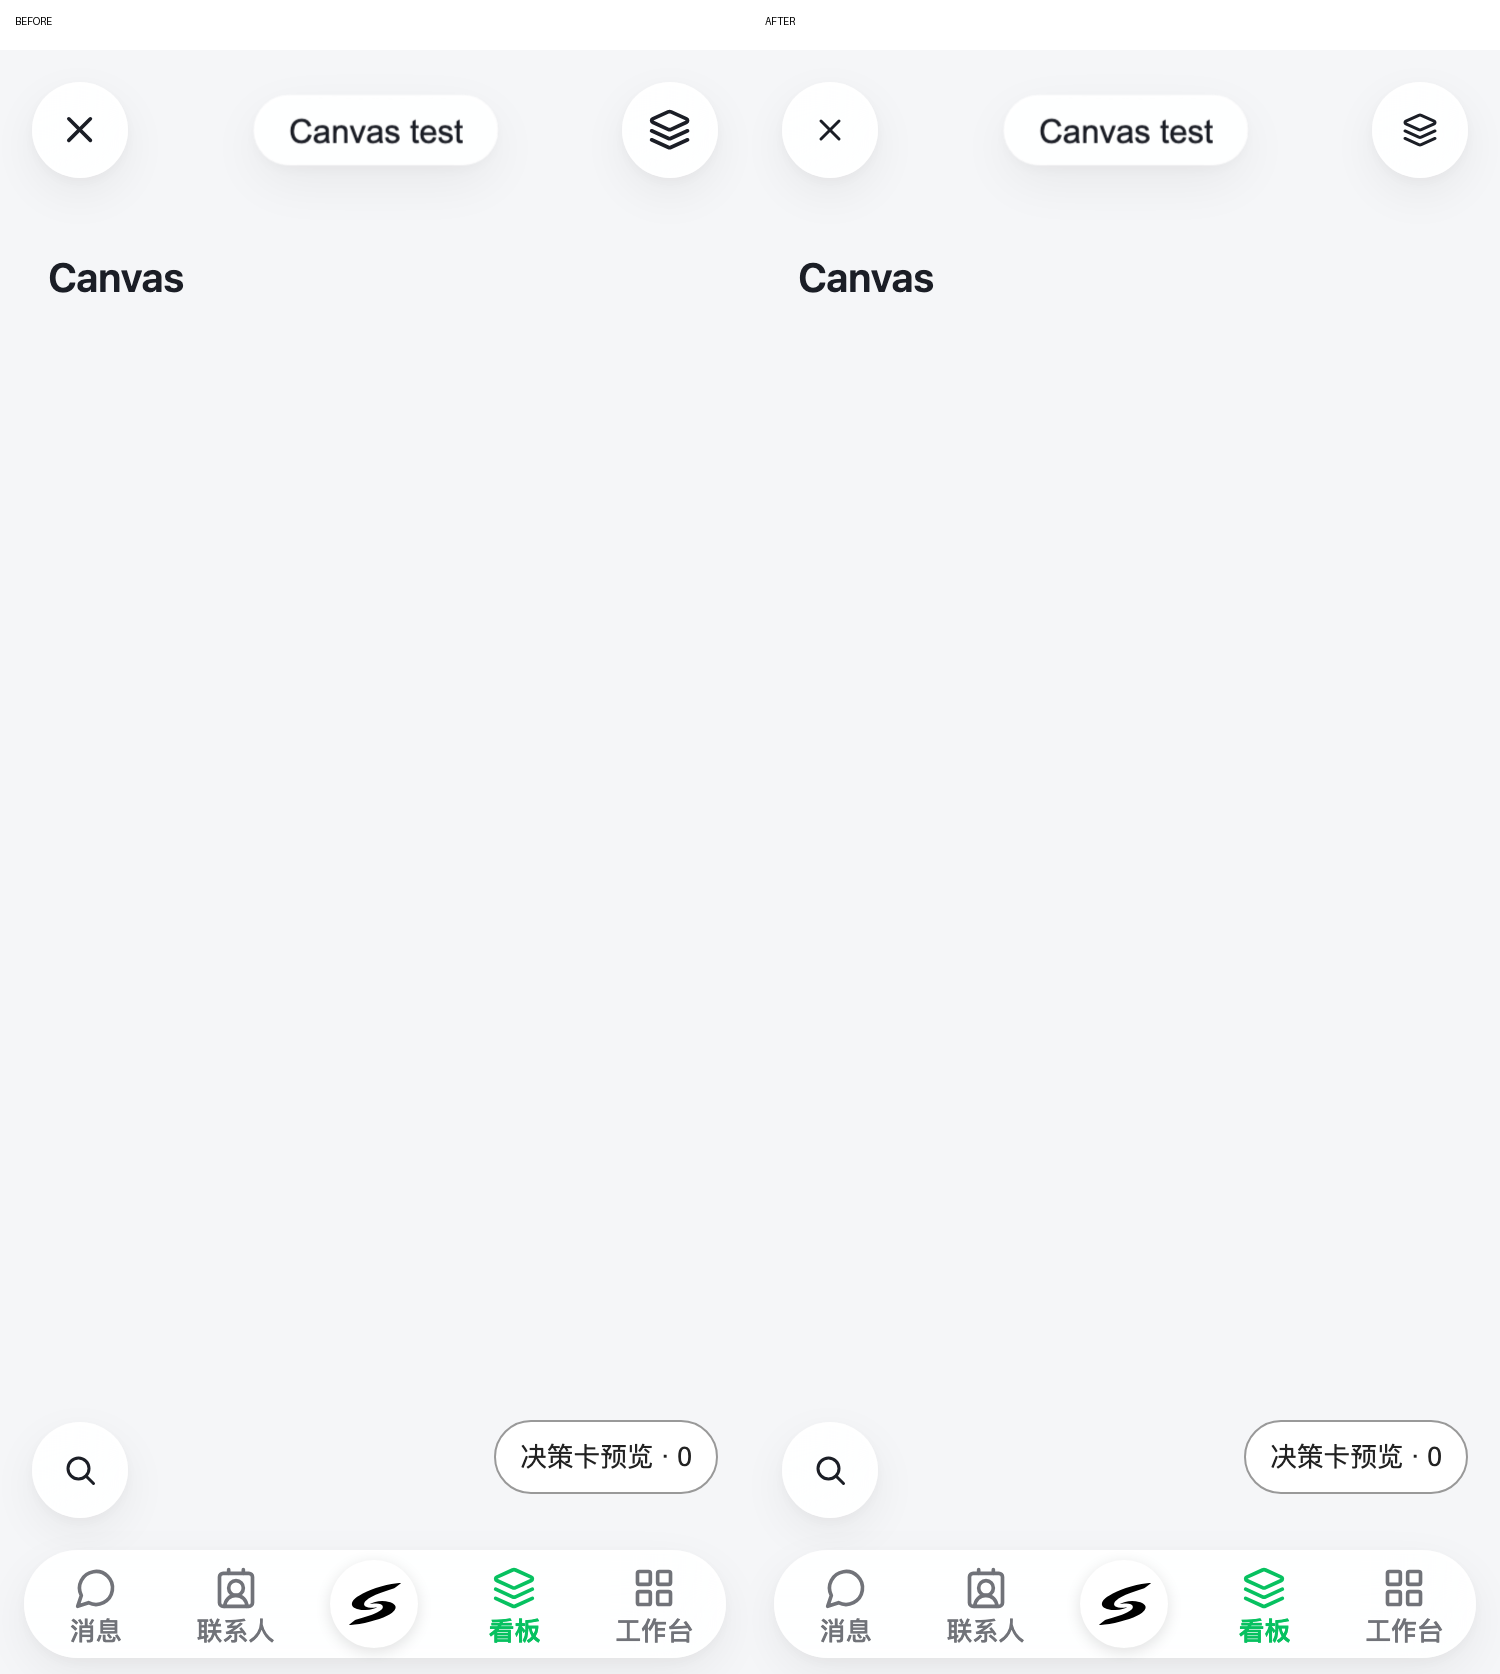 BEFORE
AFTER
Canvas test
Canvas test
Canvas
Canvas
决策卡预览 · 0
决策卡预览 · 0
消息
联系人
看板
工作台
消息
联系人
看板
工作台